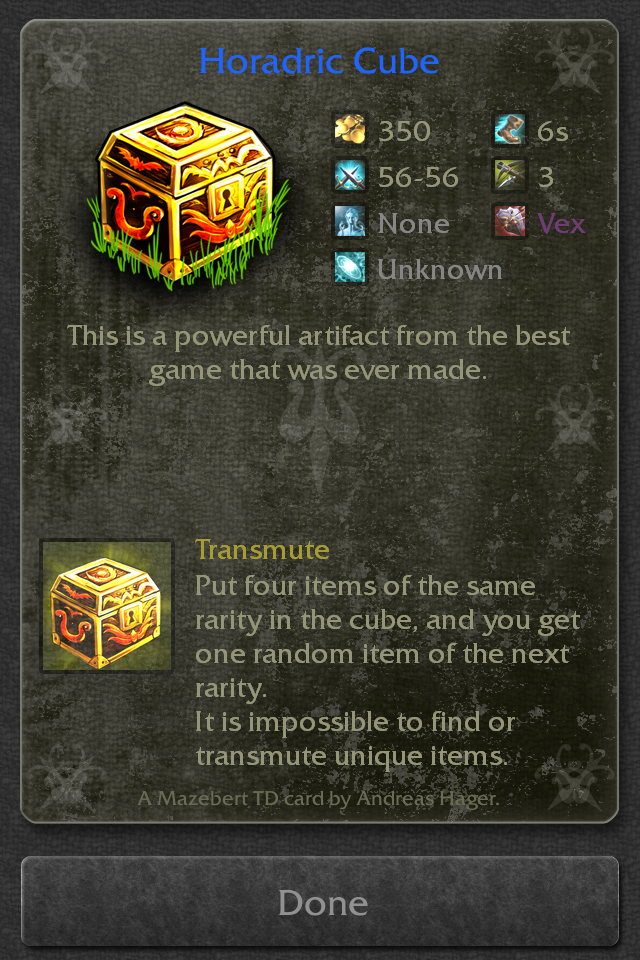 Horadric Cube
350 6s
56-56 3
None Vex
Unknown
This is a powerful artifact from the best
game that was ever made.
Transmute
Put four items of the same
rarity in the cube, and you get
one random item of the next
rarity.
It is impossible to find or
transmute unique items.
A Mazebert TD card by Andreas Hager.
Done